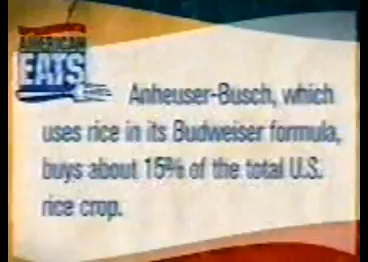 AMERICAN
EATS
Anheuser-Busch, which
uses rice in its Budweiser formula,
buys about 15% of the total U.S.
rice crop.